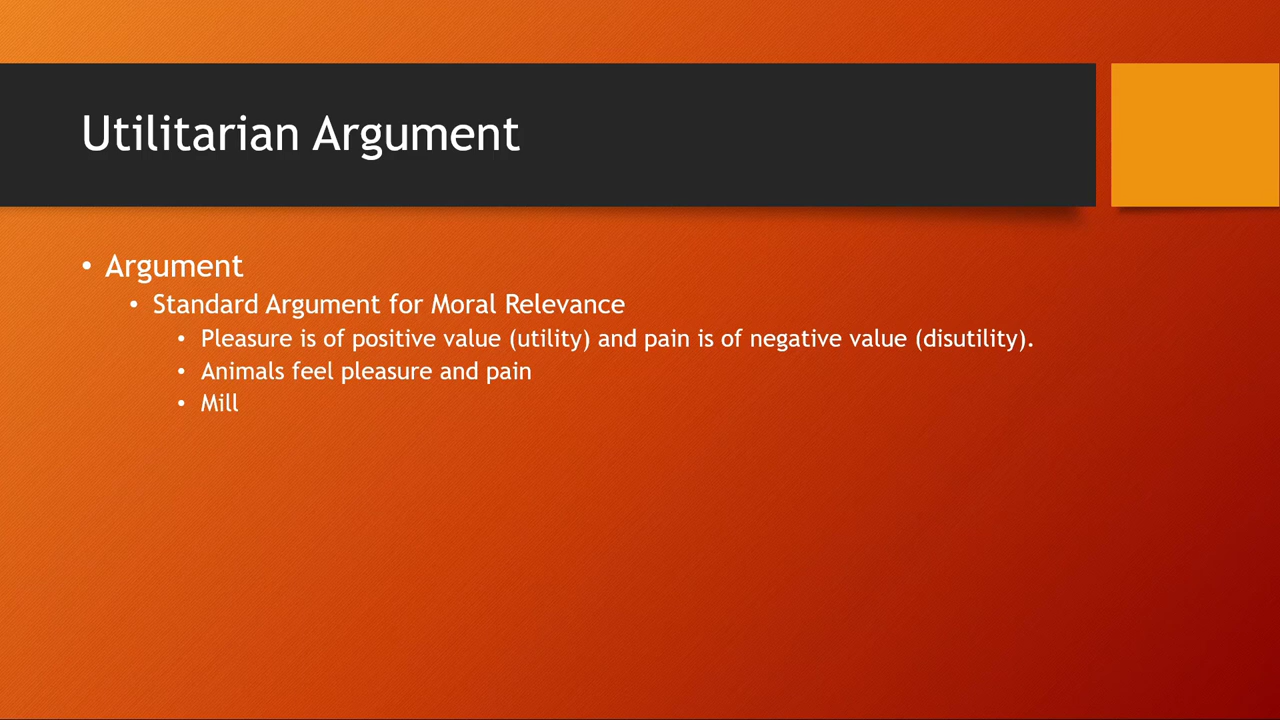 Utilitarian Argument
• Argument
• Standard Argument for Moral Relevance
• Pleasure is of positive value (utility) and pain is of negative value (disutility).
• Animals feel pleasure and pain
• Mill